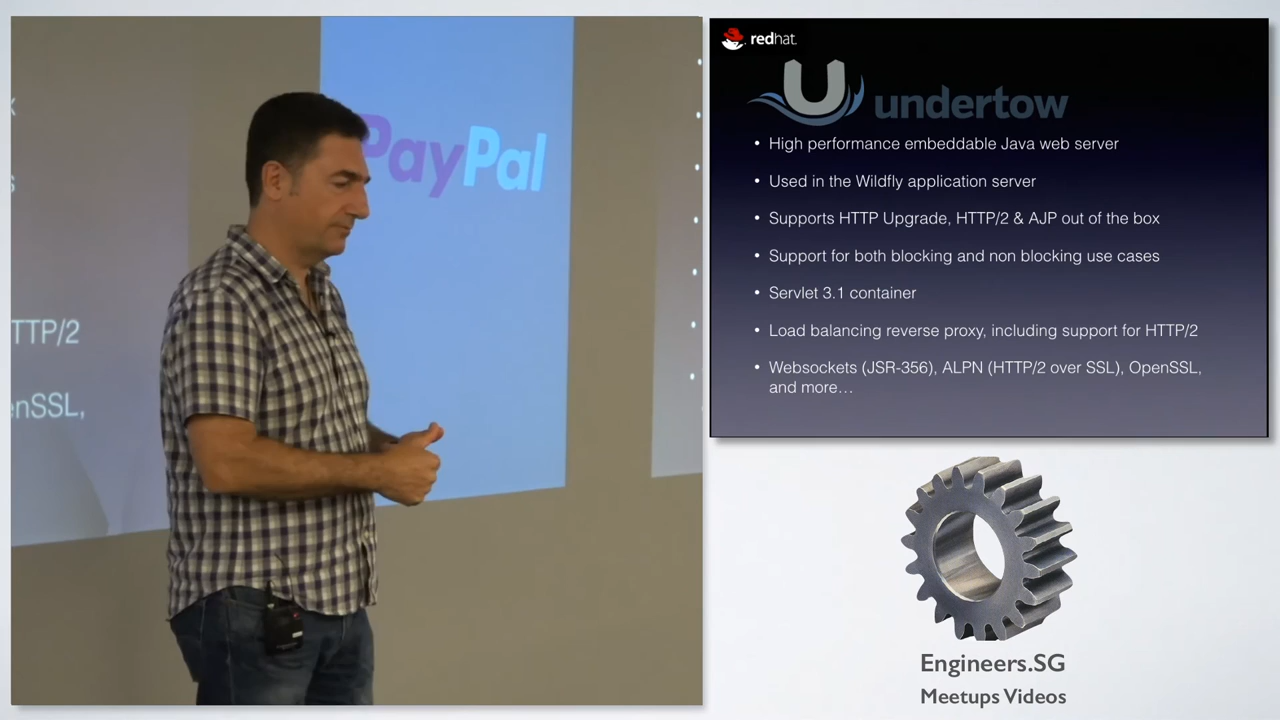 PayPal
TTP/2
enSSL,
redhat.
undertow
• High performance embeddable Java web server
• Used in the Wildfly application server
• Supports HTTP Upgrade, HTTP/2 & AJP out of the box
• Support for both blocking and non blocking use cases
• Servlet 3.1 container
• Load balancing reverse proxy, including support for HTTP/2
• Websockets (JSR-356), ALPN (HTTP/2 over SSL), OpenSSL,
and more…
Engineers.SG
Meetups Videos